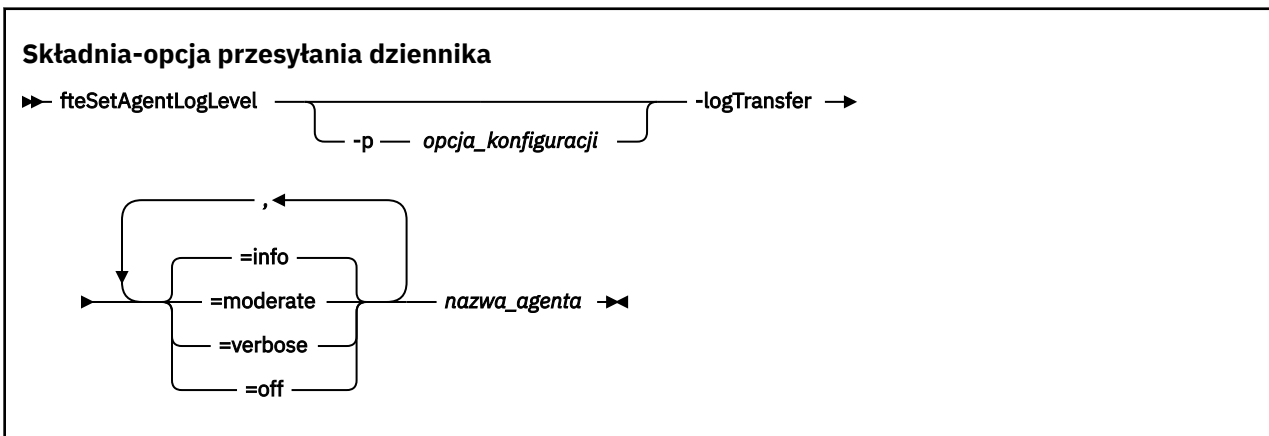 Składnia-opcja przesyłania dziennika
fteSetAgentLogLevel -logTransfer
-p opcja_konfiguracji
,
=info
=moderate nazwa_agenta
=verbose
=off